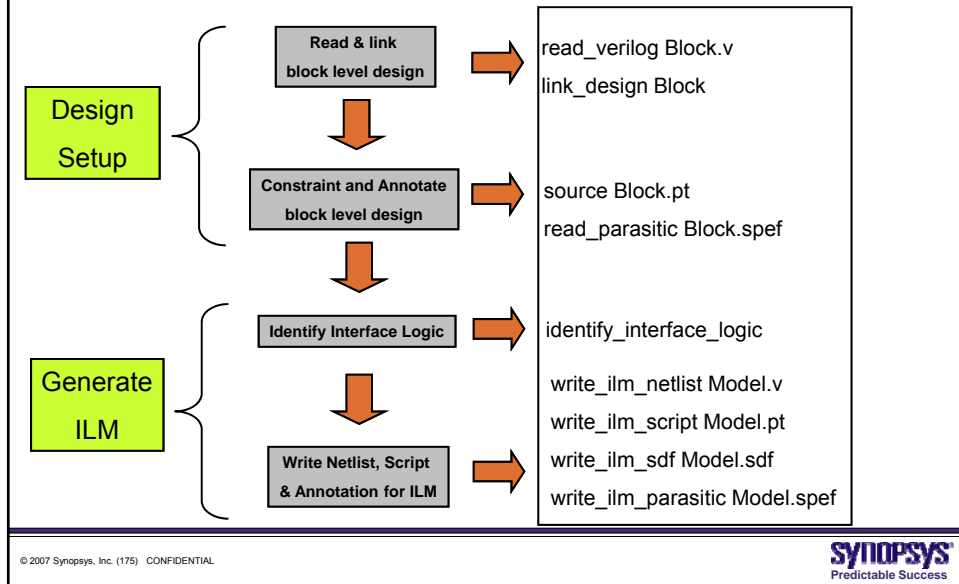 Design
Setup
Read & link
block level design
read_verilog Block.v
link_design Block
Constraint and Annotate
block level design
source Block.pt
read_parasitic Block.spef
Generate
ILM
Identify Interface Logic
identify_interface_logic
Write Netlist, Script
& Annotation for ILM
write_ilm_netlist Model.v
write_ilm_script Model.pt
write_ilm_sdf Model.sdf
write_ilm_parasitic Model.spef
© 2007 Synopsys, Inc. (175) CONFIDENTIAL
SYNOPSYS®
Predictable Success